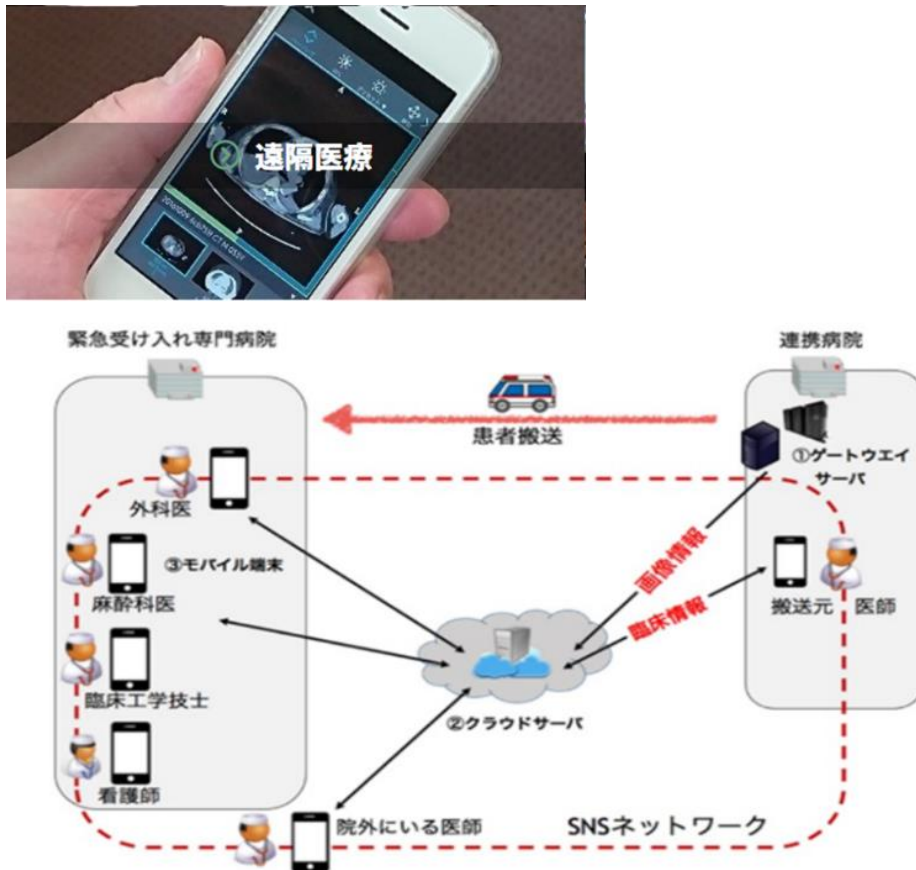 遠隔医療
緊急受け入れ専門病院
連携病院
患者搬送
①ゲートウエイ
サーバ
外科医
③モバイル端末
画像情報
麻酔科医
臨床情報
搬送元
医師
臨床工学技士
②クラウドサーバ
看護師
院外にいる医師
SNSネットワーク